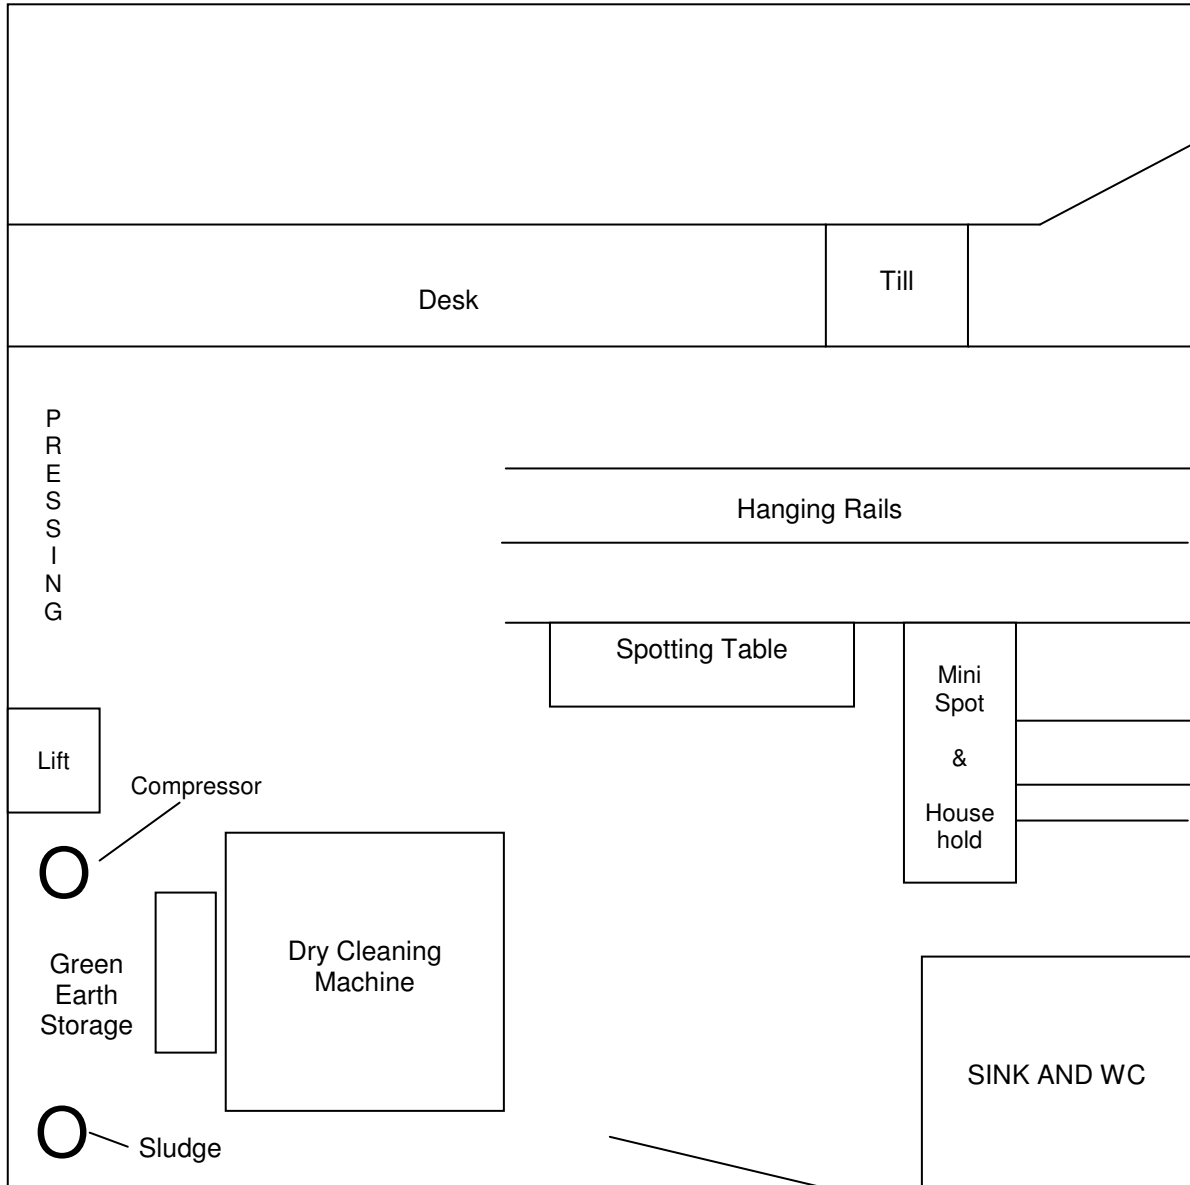 Desk
Till
P
R
E
S
S
I
N
G
Hanging Rails
Spotting Table
Mini
Spot
&
House
hold
Lift
Compressor
O
Green
Earth
Storage
Dry Cleaning
Machine
SINK AND WC
O
Sludge